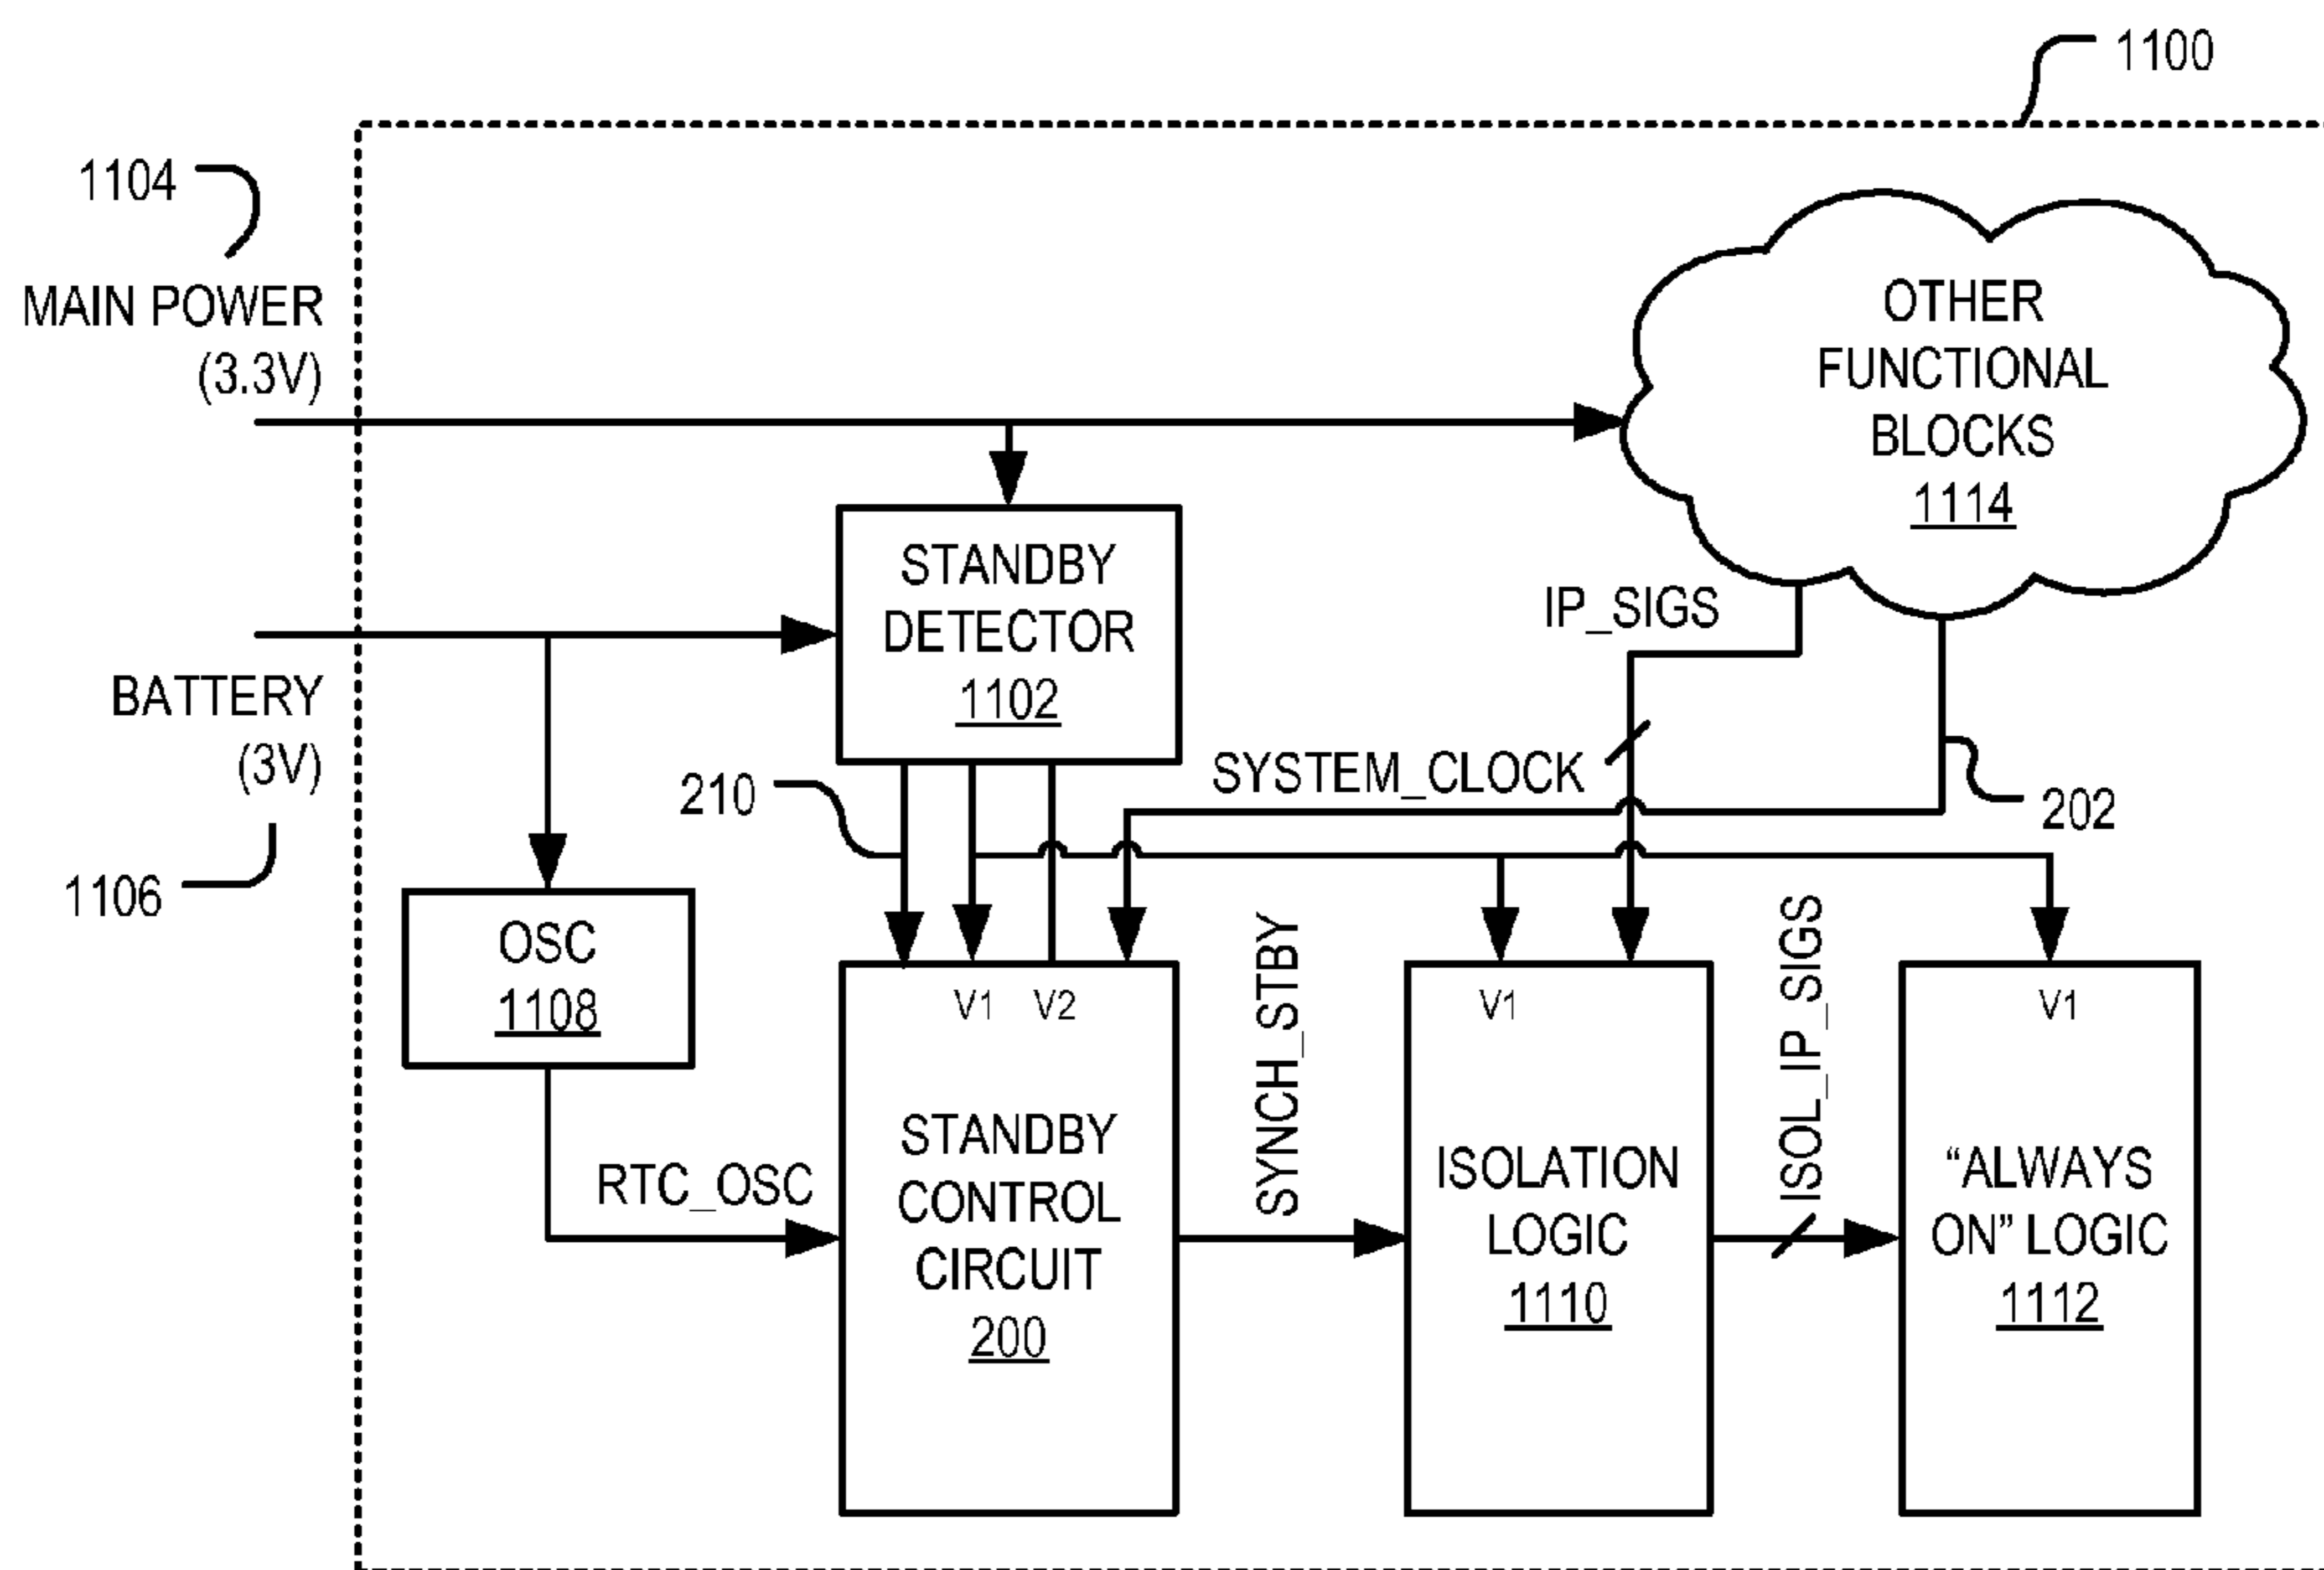 1100
1104
MAIN POWER
(3.3V)
OTHER
FUNCTIONAL
BLOCKS
1114
STANDBY
DETECTOR
1102
IP_SIGS
BATTERY
(3V)
1106
210
SYSTEM_CLOCK
202
OSC
1108
V1 V2
STANDBY
CONTROL
CIRCUIT
200
RTC_OSC
SYNCH_STBY
V1
ISOLATION
LOGIC
1110
ISOL_IP_SIGS
V1
“ALWAYS
ON” LOGIC
1112